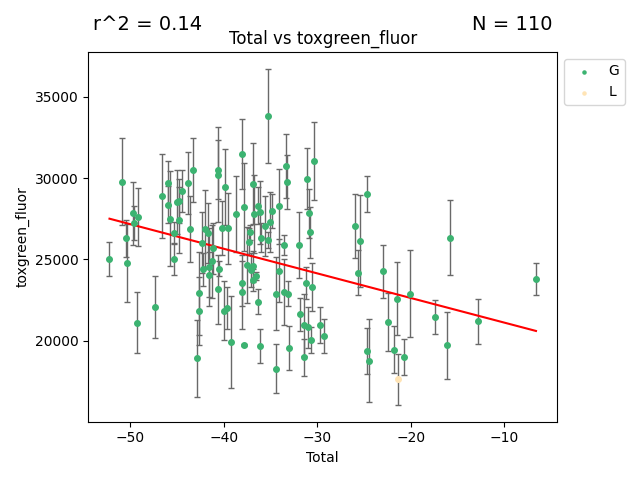 r^2 = 0.14
N = 110
Total vs toxgreen_fluor
G
L
toxgreen_fluor
35000
30000
25000
20000
−50
−40
−30
−20
−10
Total